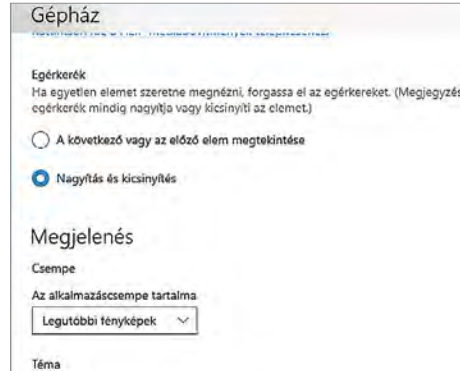 Gépház
Egérkerék
Ha egyetlen elemet szeretne megnézni, forgassa el az egérkereket. (Megjegyzés
egérkerék mindig nagyítja vagy kicsinyíti az elemet.)
A következő vagy az előző elem megtekintése
Nagyítás és kicsinyítés
Megjelenés
Csempe
Az alkalmazáscsempe tartalma
Legutóbbi fényképek
Téma